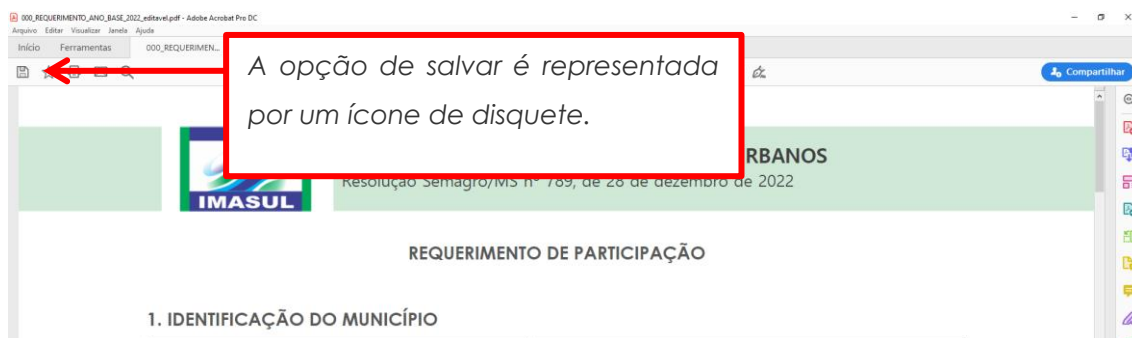 000_REQUERIMENTO_ANO_BASE_2022_editavel.pdf - Adobe Acrobat Pro DC
Arquivo Editar Visualizar Janela Ajuda
Início Ferramentas 000_REQUERIMEN...
A opção de salvar é representada
por um ícone de disquete.
Compartilhar
RBANOS
Resolução Semagro/MS nº 789, de 28 de dezembro de 2022
IMASUL
REQUERIMENTO DE PARTICIPAÇÃO
1. IDENTIFICAÇÃO DO MUNICÍPIO